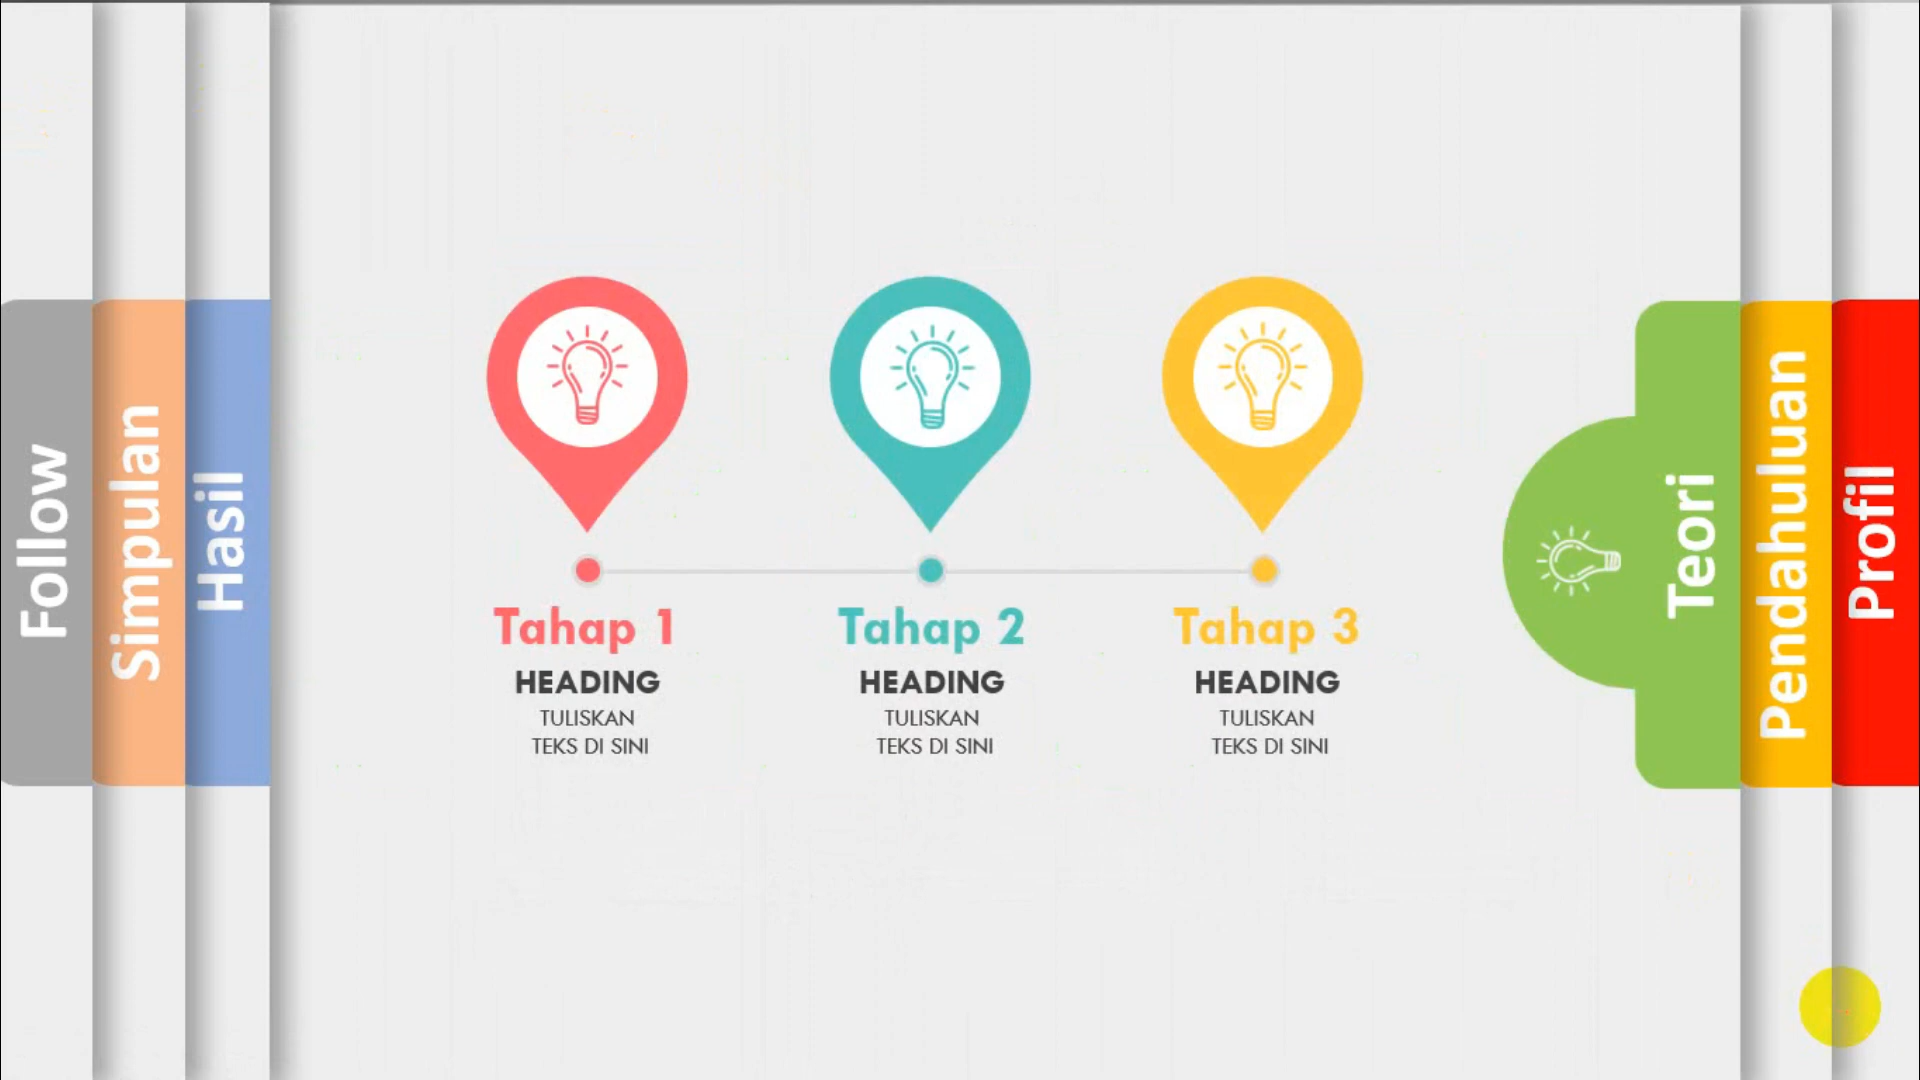 Follow
Simpulan
Hasil
Tahap 1
HEADING
TULISKAN
TEKS DI SINI
Tahap 2
HEADING
TULISKAN
TEKS DI SINI
Tahap 3
HEADING
TULISKAN
TEKS DI SINI
Teori
Pendahuluan
Profil